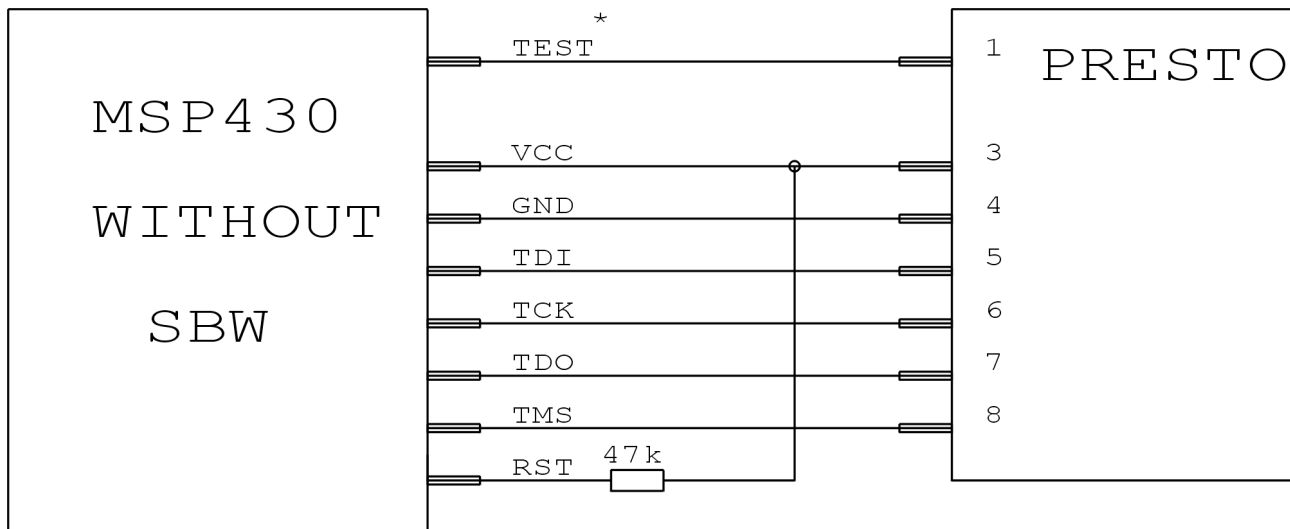 *
TEST 1 PRESTO
MSP430
VCC 3
WITHOUT
GND 4
TDI 5
SBW
TCK 6
TDO 7
TMS 8
RST 47k